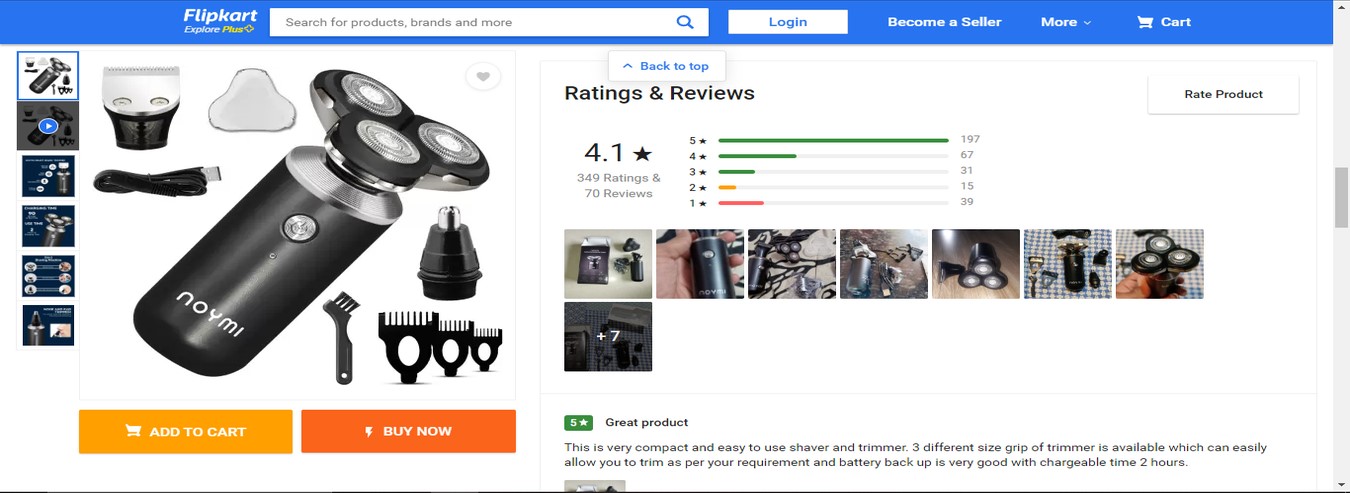 Flipkart
Explore Plus
Search for products, brands and more
Login
Become a Seller
More
Cart
Back to top
Ratings & Reviews
Rate Product
4.1 ★
349 Ratings &
70 Reviews
5 ★ 197
4 ★ 67
3 ★ 31
2 ★ 15
1 ★ 39
NOYMI
NOYMI
+ 7
ADD TO CART
BUY NOW
5 ★ Great product
This is very compact and easy to use shaver and trimmer. 3 different size grip of trimmer is available which can easily
allow you to trim as per your requirement and battery back up is very good with chargeable time 2 hours.